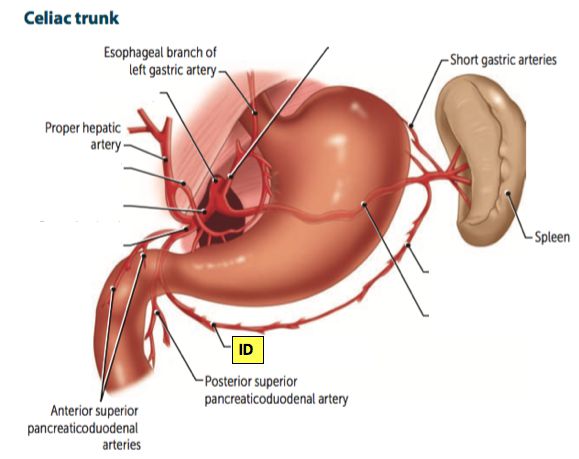 Celiac trunk
Esophageal branch of
left gastric artery
Short gastric arteries
Proper hepatic
artery
Spleen
ID
Posterior superior
pancreaticoduodenal artery
Anterior superior
pancreaticoduodenal
arteries